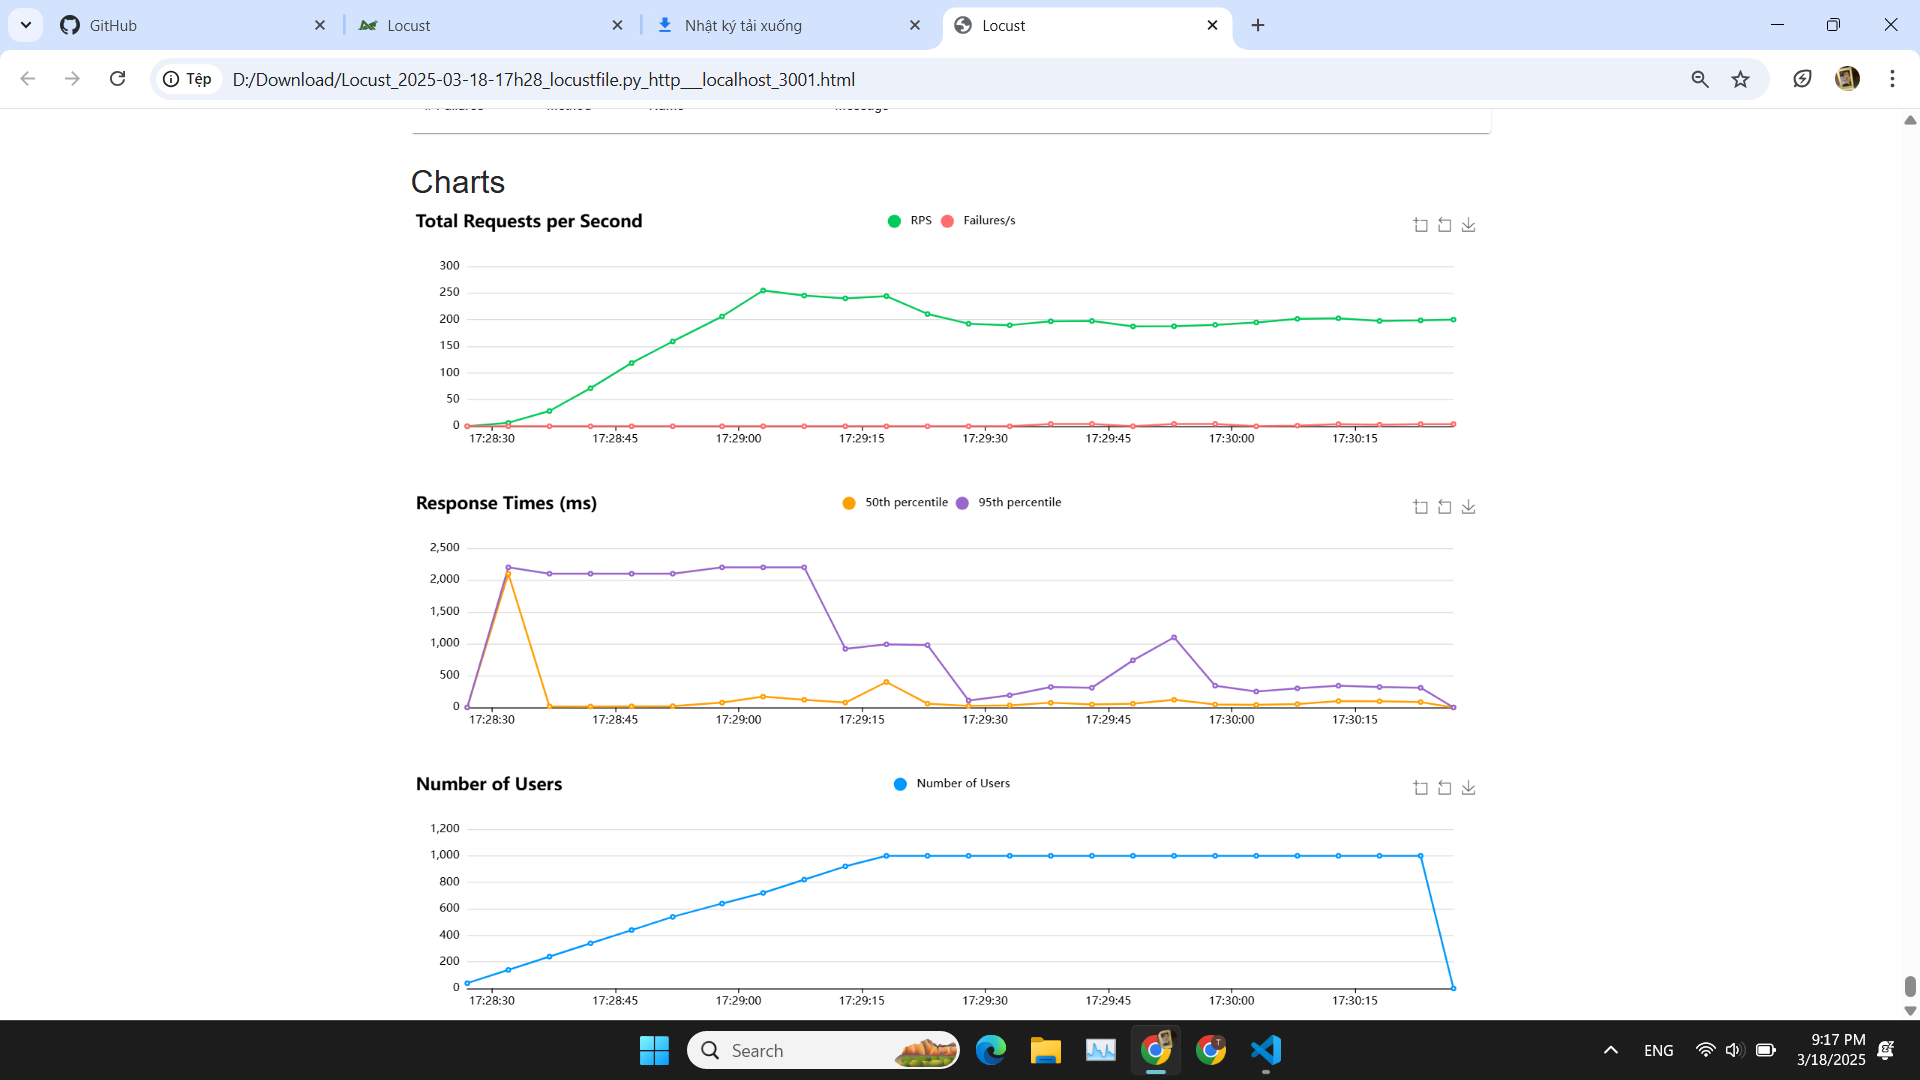 GitHub
Locust
Nhật ký tải xuống
Locust
Tệp
D:/Download/Locust_2025-03-18-17h28_locustfile.py_http___localhost_3001.html
# Failures Method Name Message
Charts
Total Requests per Second
RPS Failures/s
300
250
200
150
100
50
0
17:28:30 17:28:45 17:29:00 17:29:15 17:29:30 17:29:45 17:30:00 17:30:15
Response Times (ms)
50th percentile 95th percentile
2,500
2,000
1,500
1,000
500
0
17:28:30 17:28:45 17:29:00 17:29:15 17:29:30 17:29:45 17:30:00 17:30:15
Number of Users
Number of Users
1,200
1,000
800
600
400
200
0
17:28:30 17:28:45 17:29:00 17:29:15 17:29:30 17:29:45 17:30:00 17:30:15
Search
T
ENG
9:17 PM
3/18/2025